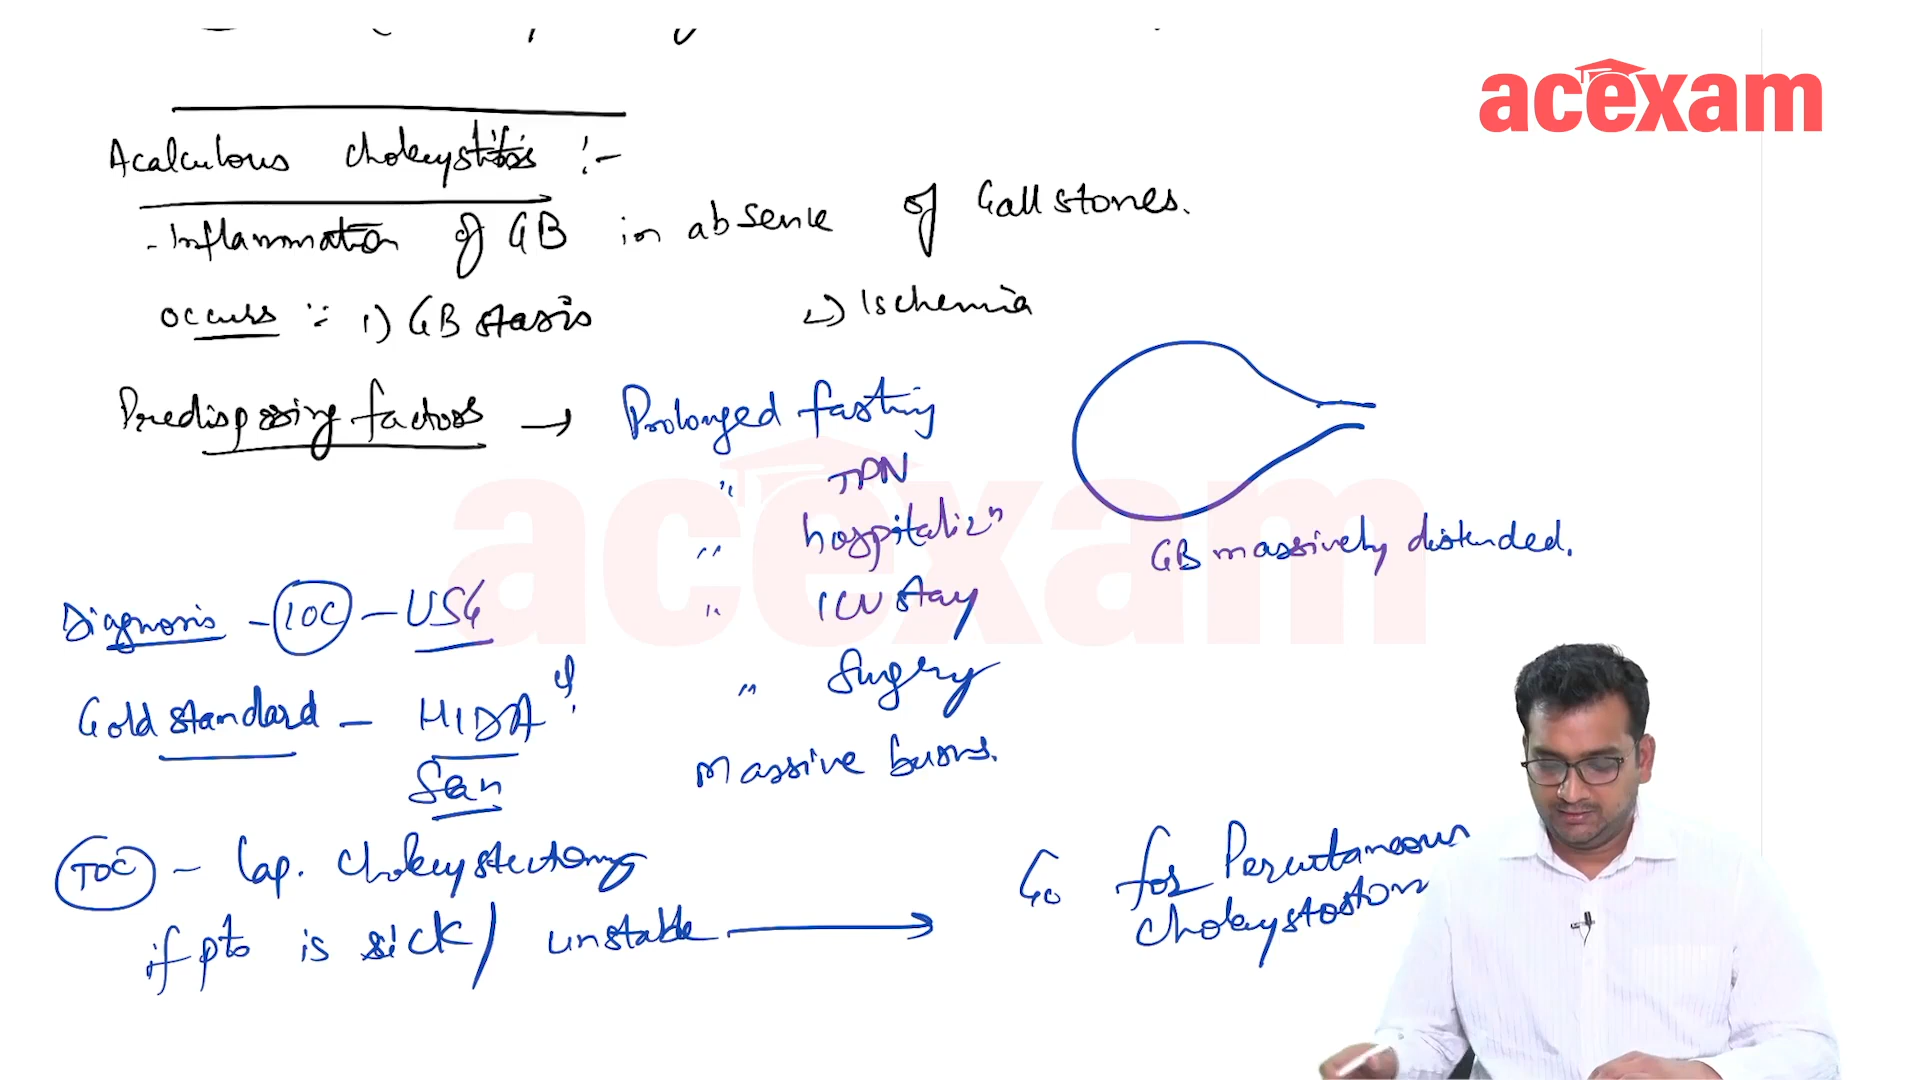 acexam
Acalculous cholecystitis :-
- Inflammation of GB in absence of Gall stones.
occurs ∵ 1) GB stasis 2) Ischemia
Predisposing factors → Prolonged fasting
" TPN
" hospitalizⁿ
GB massively distended.
" ICU stay
Diagnosis - IOC - USG
" Surgery
Gold standard - HIDA
Scan
Massive burns.
TOC - Lap. Cholecystectomy
if pts is sick/ unstable → Go for Percutaneous